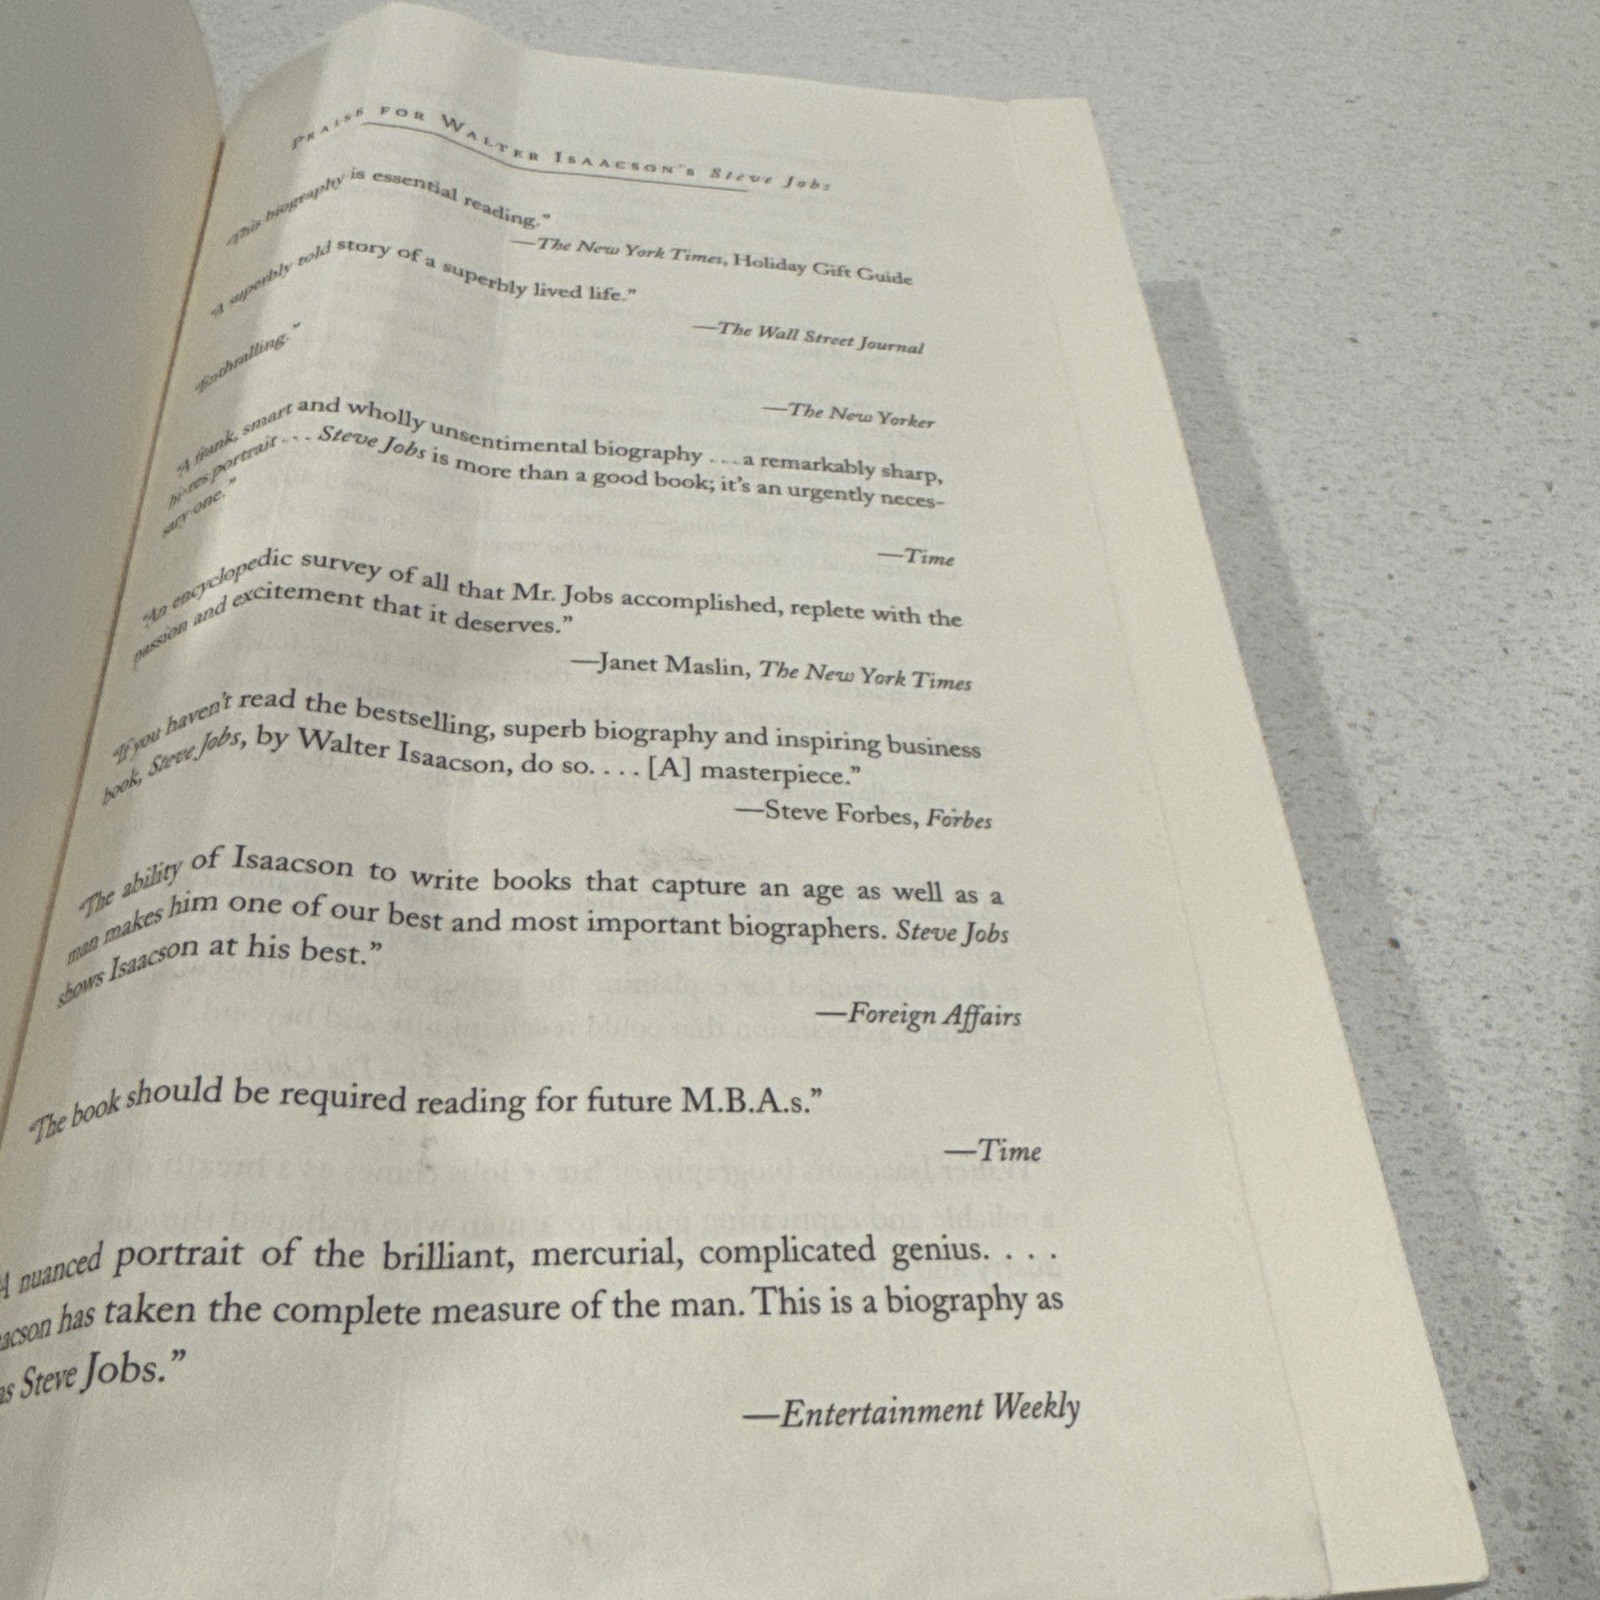 PRAISE FOR WALTER ISAACSON'S Steve Jobs
"This biography is essential reading."
—The New York Times, Holiday Gift Guide
"A superbly told story of a superbly lived life."
—The Wall Street Journal
"Enthralling."
—The New Yorker
"A frank, smart and wholly unsentimental biography . . . a remarkably sharp,
hi-res portrait . . . Steve Jobs is more than a good book; it's an urgently neces-
sary one."
—Time
"An encyclopedic survey of all that Mr. Jobs accomplished, replete with the
passion and excitement that it deserves."
—Janet Maslin, The New York Times
"If you haven't read the bestselling, superb biography and inspiring business
book, Steve Jobs, by Walter Isaacson, do so. . . . [A] masterpiece."
—Steve Forbes, Forbes
"The ability of Isaacson to write books that capture an age as well as a
man makes him one of our best and most important biographers. Steve Jobs
shows Isaacson at his best."
—Foreign Affairs
"The book should be required reading for future M.B.A.s."
—Time
A nuanced portrait of the brilliant, mercurial, complicated genius. . . .
acson has taken the complete measure of the man. This is a biography as
as Steve Jobs."
—Entertainment Weekly